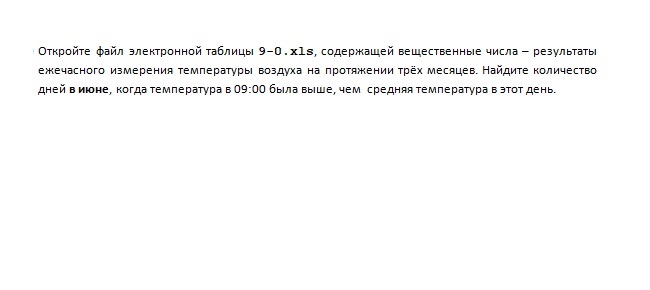 Откройте файл электронной таблицы 9-0.xls, содержащей вещественные числа – результаты
ежечасного измерения температуры воздуха на протяжении трёх месяцев. Найдите количество
дней в июне, когда температура в 09:00 была выше, чем средняя температура в этот день.